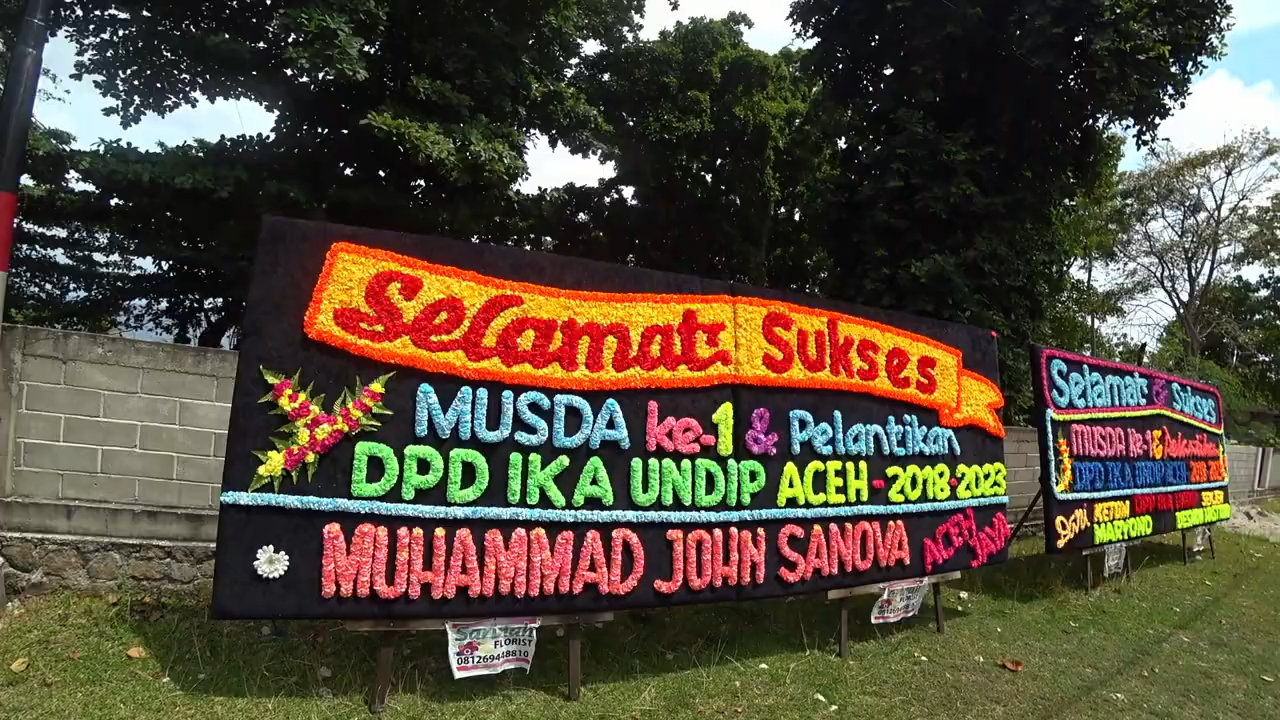 Selamat Sukses
MUSDA ke-1 & Pelantikan
DPD IKA UNDIP ACEH - 2018-2023
MUHAMMAD JOHN SANOVA
ACEH JAYA
FLORIST
081269448810
Selamat & Sukses
MUSDA Ke-1 & Pelantikan
DPD IKA UNDIP ACEH 2018-
Dari KETUM
MARYONO